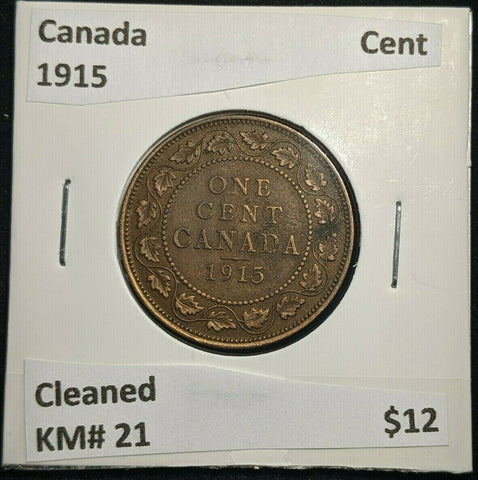 Canada Cent
1915
ONE
CENT
CANADA
1915
Cleaned
KM# 21 $12